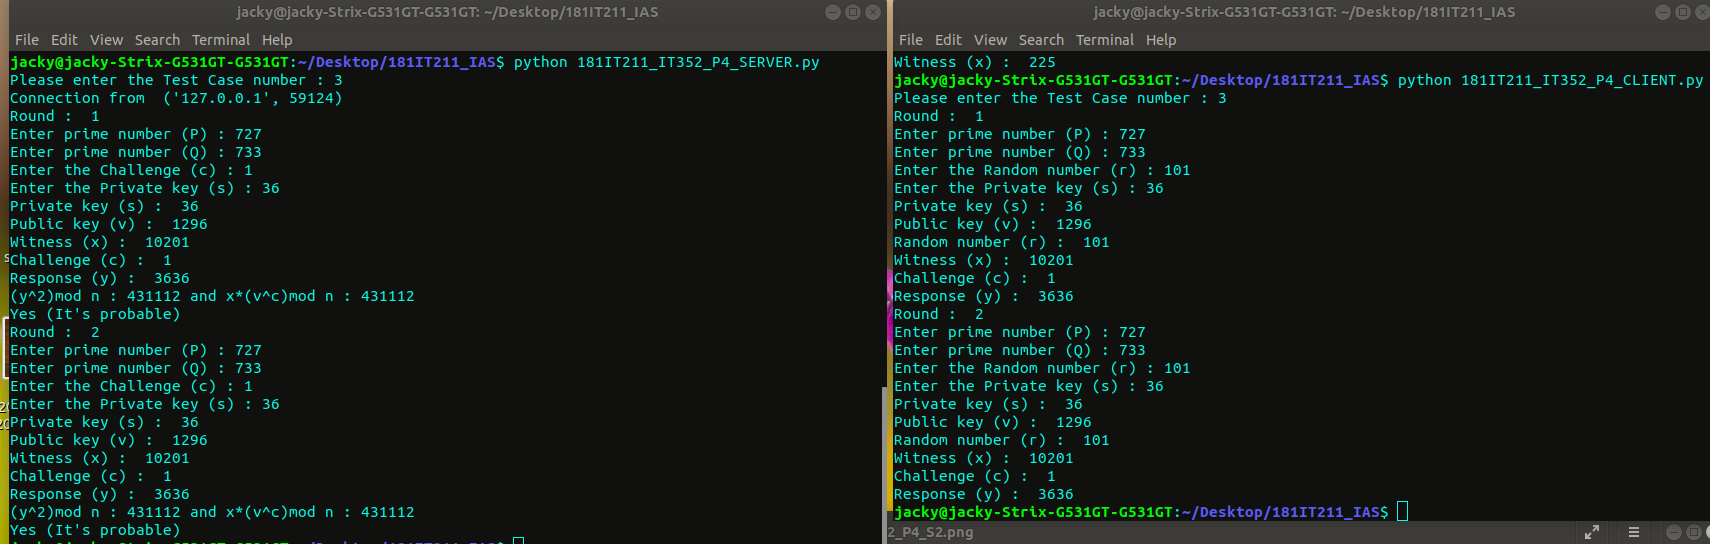 jacky@jacky-Strix-G531GT-G531GT: ~/Desktop/181IT211_IAS
File Edit View Search Terminal Help
jacky@jacky-Strix-G531GT-G531GT:~/Desktop/181IT211_IAS$ python 181IT211_IT352_P4_SERVER.py
Please enter the Test Case number : 3
Connection from  ('127.0.0.1', 59124)
Round :  1
Enter prime number (P) : 727
Enter prime number (Q) : 733
Enter the Challenge (c) : 1
Enter the Private key (s) : 36
Private key (s) :  36
Public key (v) :  1296
Witness (x) :  10201
Challenge (c) :  1
Response (y) :  3636
(y^2)mod n : 431112 and x*(v^c)mod n : 431112
Yes (It's probable)
Round :  2
Enter prime number (P) : 727
Enter prime number (Q) : 733
Enter the Challenge (c) : 1
Enter the Private key (s) : 36
Private key (s) :  36
Public key (v) :  1296
Witness (x) :  10201
Challenge (c) :  1
Response (y) :  3636
(y^2)mod n : 431112 and x*(v^c)mod n : 431112
Yes (It's probable)
jacky@jacky-Strix-G531GT-G531GT: ~/Desktop/181IT211_IAS
File Edit View Search Terminal Help
Witness (x) :  225
jacky@jacky-Strix-G531GT-G531GT:~/Desktop/181IT211_IAS$ python 181IT211_IT352_P4_CLIENT.py
Please enter the Test Case number : 3
Round :  1
Enter prime number (P) : 727
Enter prime number (Q) : 733
Enter the Random number (r) : 101
Enter the Private key (s) : 36
Private key (s) :  36
Public key (v) :  1296
Random number (r) :  101
Witness (x) :  10201
Challenge (c) :  1
Response (y) :  3636
Round :  2
Enter prime number (P) : 727
Enter prime number (Q) : 733
Enter the Random number (r) : 101
Enter the Private key (s) : 36
Private key (s) :  36
Public key (v) :  1296
Random number (r) :  101
Witness (x) :  10201
Challenge (c) :  1
Response (y) :  3636
jacky@jacky-Strix-G531GT-G531GT:~/Desktop/181IT211_IAS$
2_P4_S2.png